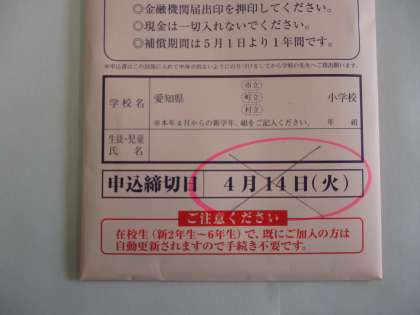 ◎金融機関届出印を押印してください。
◎現金は一切入れないでください。
◎補償期間は5月1日より1年間です。
学校名 愛知県 市立 町立 村立 小学校
※本年4月からの新学年、組をご記入ください。 年 組
生徒・児童
氏名
申込締切日 4月14日(火)
ご注意ください
在校生(新2年生~6年生)で、既にご加入の方は
自動更新されますので手続き不要です。